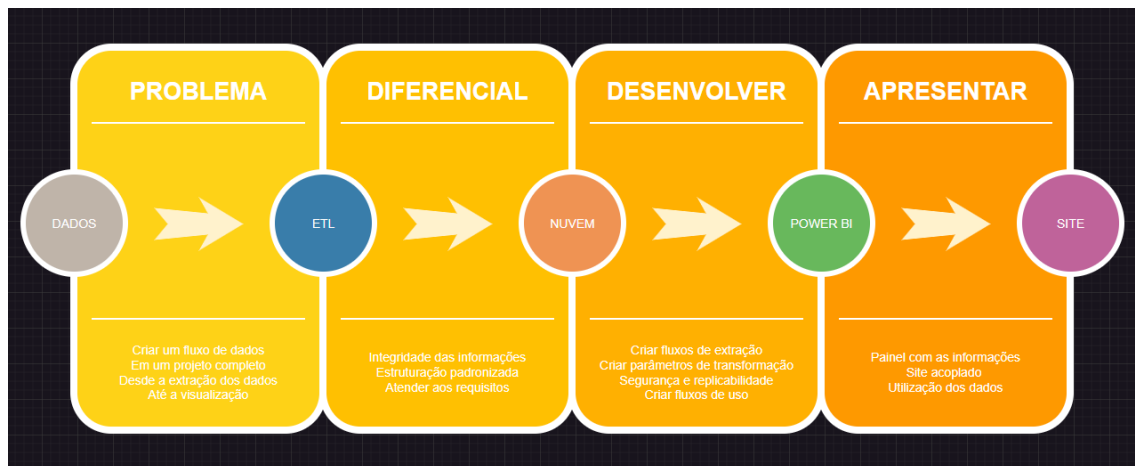 PROBLEMA
DIFERENCIAL
DESENVOLVER
APRESENTAR
DADOS
ETL
NUVEM
POWER BI
SITE
Criar um fluxo de dados
Em um projeto completo
Desde a extração dos dados
Até a visualização
Integridade das informações
Estruturação padronizada
Atender aos requisitos
Criar fluxos de extração
Criar parâmetros de transformação
Segurança e replicabilidade
Criar fluxos de uso
Painel com as informações
Site acoplado
Utilização dos dados